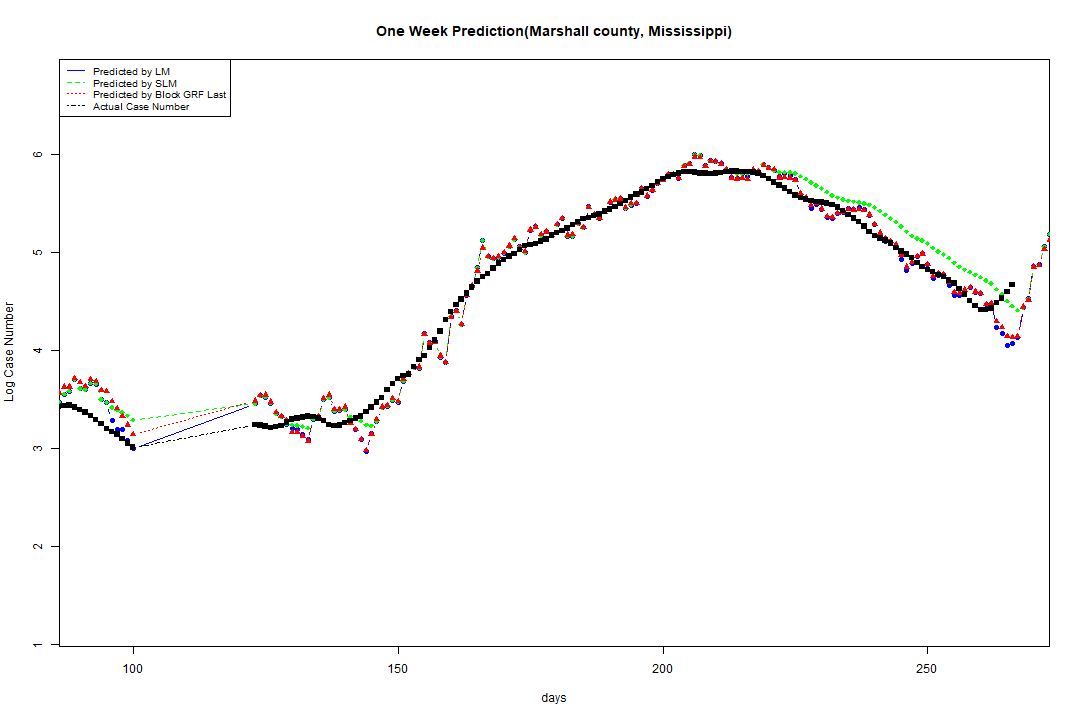 One Week Prediction(Marshall county, Mississippi)
Predicted by LM
Predicted by SLM
Predicted by Block GRF Last
Actual Case Number
6
5
4
3
2
1
Log Case Number
100 150 200 250
days